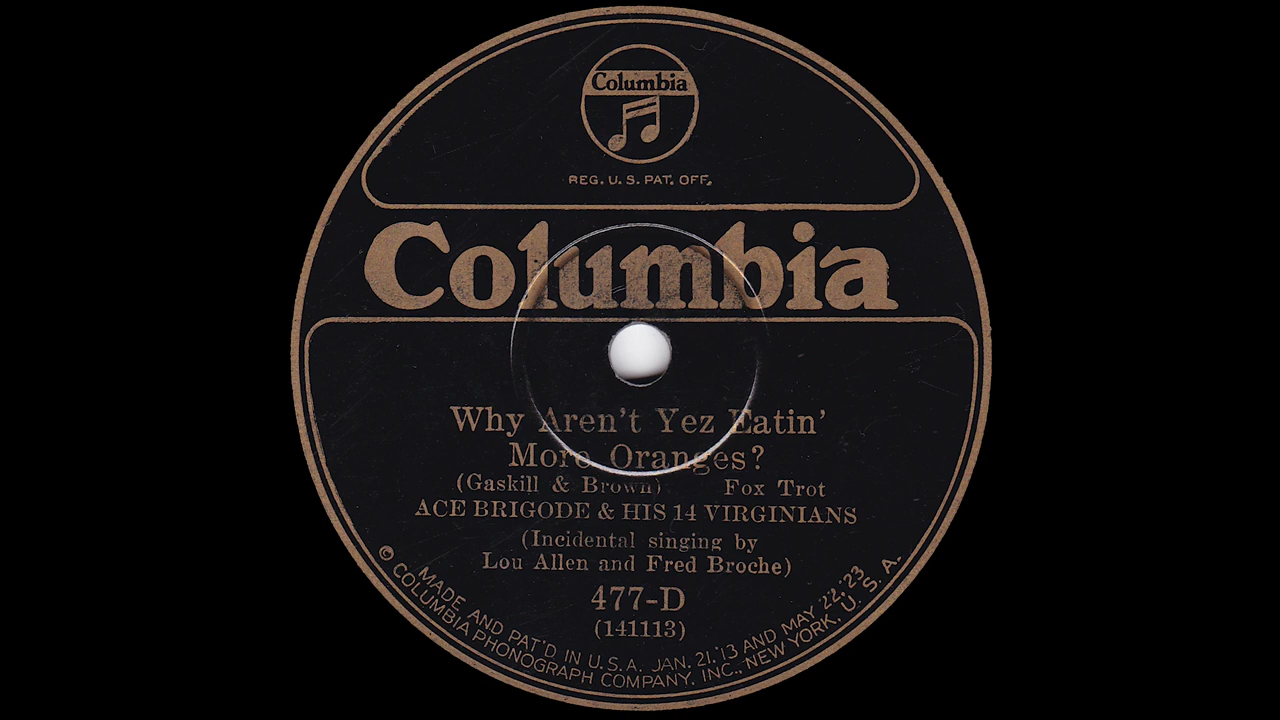 Columbia
REG. U. S. PAT. OFF.
Columbia
Why Aren't Yez Eatin'
More Oranges?
(Gaskill & Brown) Fox Trot
ACE BRIGODE & HIS 14 VIRGINIANS
(Incidental singing by
Lou Allen and Fred Broche)
477-D
(141113)
MADE AND PAT'D IN U.S.A. JAN. 21,'13 AND MAY 22,'23
© COLUMBIA PHONOGRAPH COMPANY, INC., NEW YORK, U. S. A.